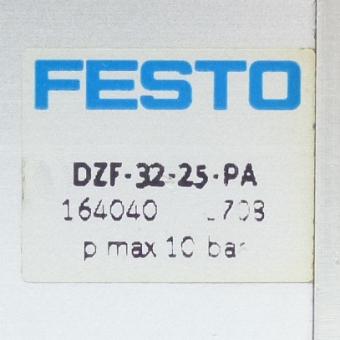 FESTO
DZF-32-25-PA
164040
p max 10 bar